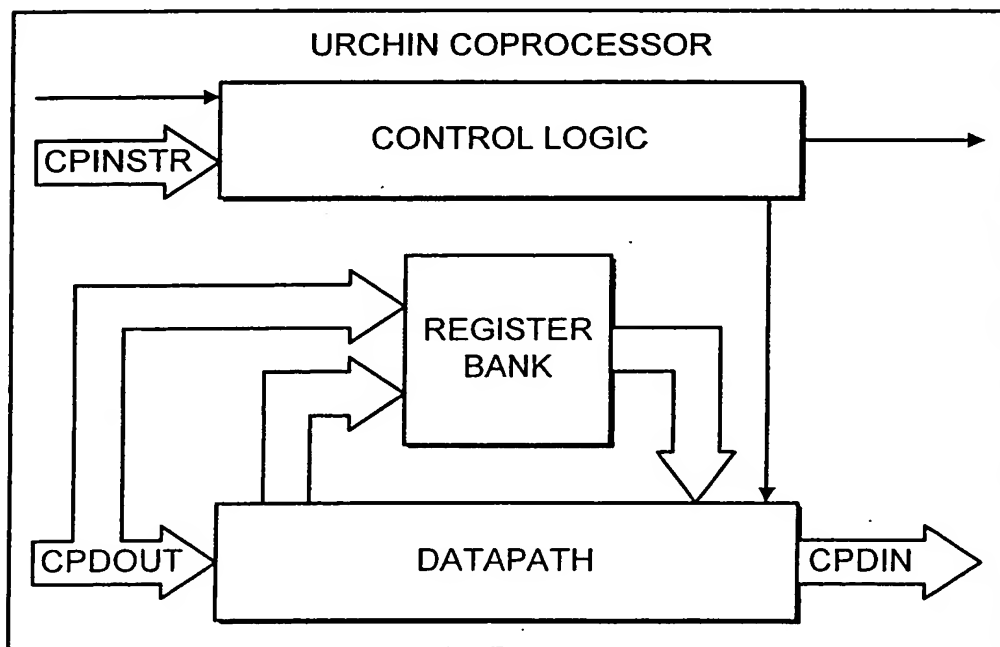 URCHIN COPROCESSOR
CONTROL LOGIC
CPINSTR
REGISTER
BANK
CPDOUT
DATAPATH
CPDIN